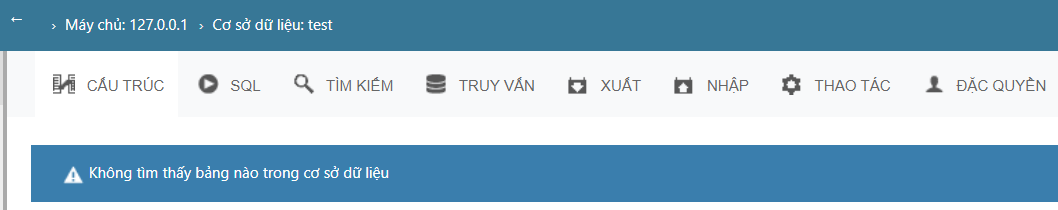 ← › Máy chủ: 127.0.0.1 › Cơ sở dữ liệu: test
CẤU TRÚC SQL TÌM KIẾM TRUY VẤN XUẤT NHẬP THAO TÁC ĐẶC QUYỀN
Không tìm thấy bảng nào trong cơ sở dữ liệu